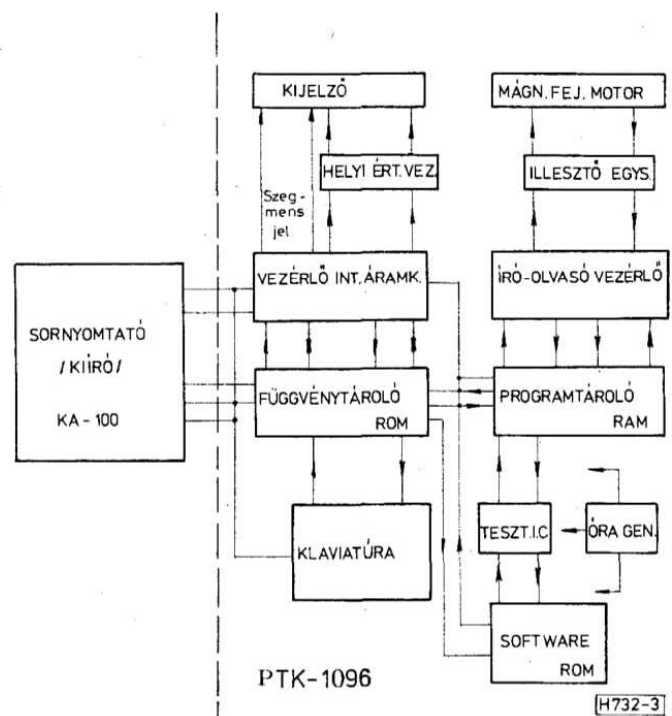 KIJELZŐ
MÁGN. FEJ. MOTOR
HELYI ÉRT. VEZ.
ILLESZTŐ EGYS.
Szeg-
mens
jel
VEZÉRLŐ INT. ÁRAMK.
ÍRÓ-OLVASÓ VEZÉRLŐ
SORNYOMTATÓ
/KIÍRÓ/
KA-100
FÜGGVÉNYTÁROLÓ
ROM
PROGRAMTÁROLÓ
RAM
KLAVIATÚRA
TESZT.I.C
ÓRA GEN.
SOFTWARE
ROM
PTK-1096
H732-3